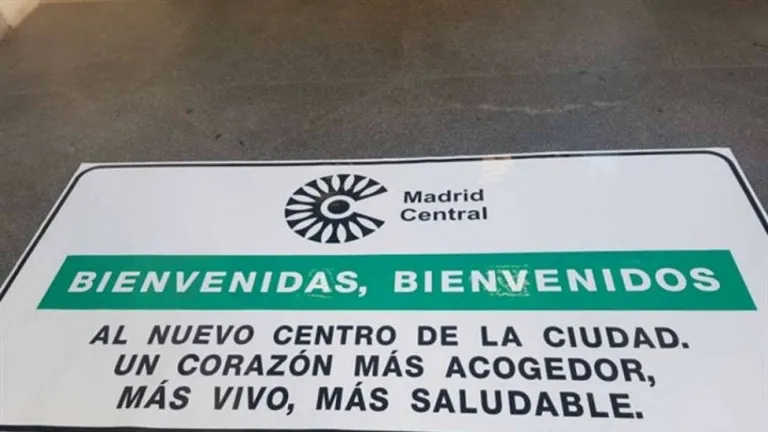 Madrid
Central
BIENVENIDAS, BIENVENIDOS
AL NUEVO CENTRO DE LA CIUDAD.
UN CORAZÓN MÁS ACOGEDOR,
MÁS VIVO, MÁS SALUDABLE.